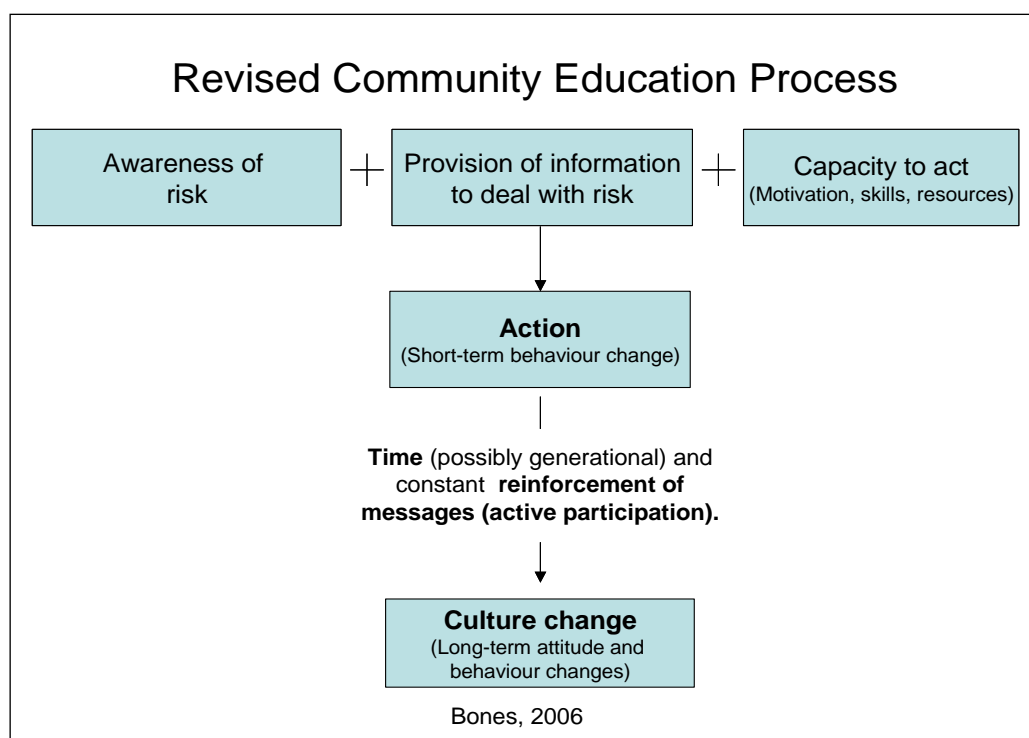 Revised Community Education Process
Awareness of
risk
Provision of information
to deal with risk
Capacity to act
(Motivation, skills, resources)
Action
(Short-term behaviour change)
Time (possibly generational) and
constant reinforcement of
messages (active participation).
Culture change
(Long-term attitude and
behaviour changes)
Bones, 2006